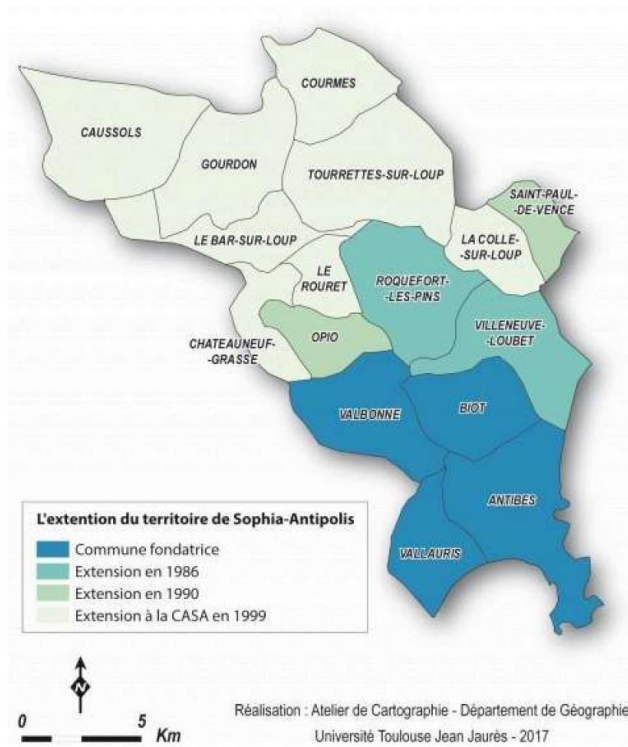 COURMES
CAUSSOLS
GOURDON
TOURRETTES-SUR-LOUP
SAINT-PAUL-
-DE-VENCE
LE BAR-SUR-LOUP
LA COLLE-
-SUR-LOUP
LE
ROURET
ROQUEFORT-
-LES-PINS
VILLENEUVE-
-LOUBET
CHATEAUNEUF-
-GRASSE
OPIO
VALBONNE
BIOT
ANTIBES
VALLAURIS
L'extention du territoire de Sophia-Antipolis
Commune fondatrice
Extension en 1986
Extension en 1990
Extension à la CASA en 1999
N
0 5
Km
Réalisation : Atelier de Cartographie - Département de Géographie
Université Toulouse Jean Jaurès - 2017